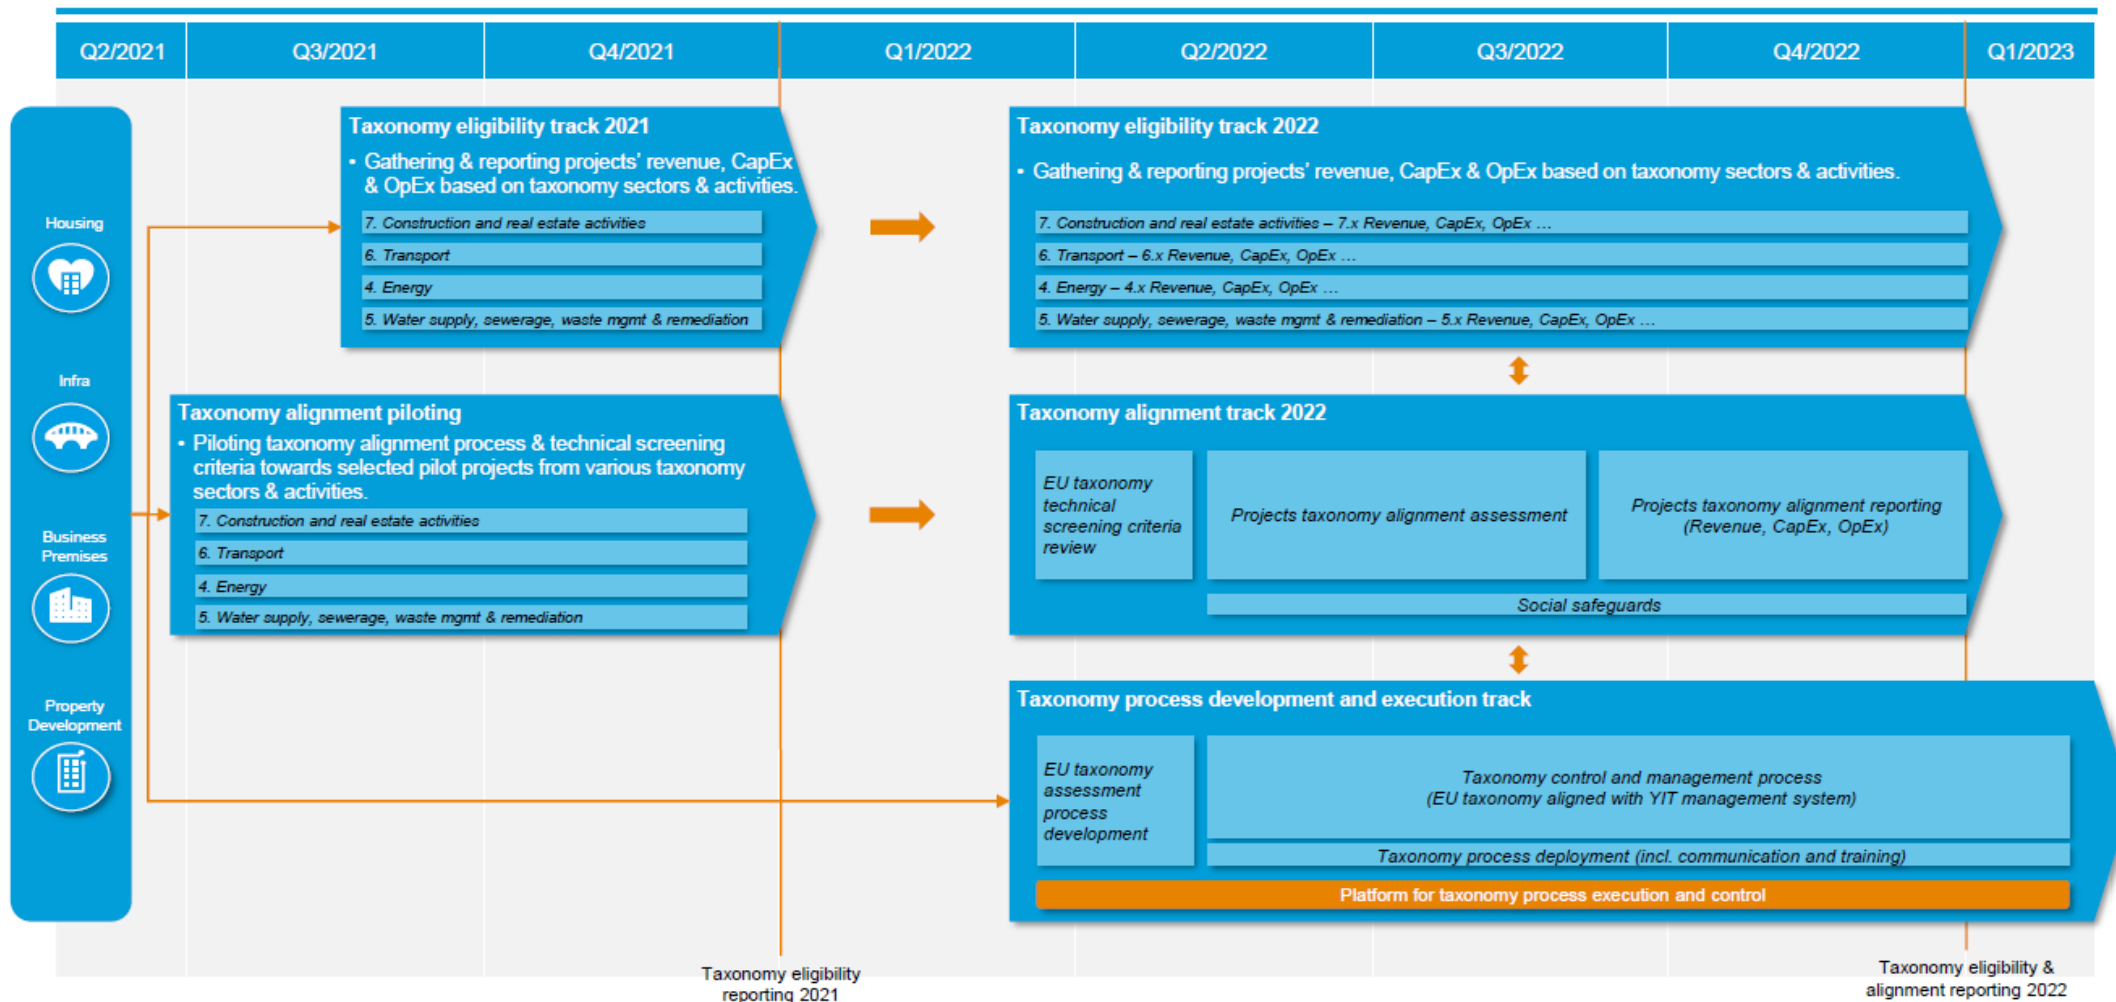 Q2/2021
Q3/2021
Q4/2021
Q1/2022
Q2/2022
Q3/2022
Q4/2022
Q1/2023
Housing
Infra
Business
Premises
Property
Development
Taxonomy eligibility track 2021
• Gathering & reporting projects’ revenue, CapEx
& OpEx based on taxonomy sectors & activities.
7. Construction and real estate activities
6. Transport
4. Energy
5. Water supply, sewerage, waste mgmt & remediation
Taxonomy eligibility track 2022
• Gathering & reporting projects’ revenue, CapEx & OpEx based on taxonomy sectors & activities.
7. Construction and real estate activities – 7.x Revenue, CapEx, OpEx …
6. Transport – 6.x Revenue, CapEx, OpEx …
4. Energy – 4.x Revenue, CapEx, OpEx …
5. Water supply, sewerage, waste mgmt & remediation – 5.x Revenue, CapEx, OpEx …
Taxonomy alignment piloting
• Piloting taxonomy alignment process & technical screening
criteria towards selected pilot projects from various taxonomy
sectors & activities.
7. Construction and real estate activities
6. Transport
4. Energy
5. Water supply, sewerage, waste mgmt & remediation
Taxonomy alignment track 2022
EU taxonomy
technical
screening criteria
review
Projects taxonomy alignment assessment
Projects taxonomy alignment reporting
(Revenue, CapEx, OpEx)
Social safeguards
Taxonomy process development and execution track
EU taxonomy
assessment
process
development
Taxonomy control and management process
(EU taxonomy aligned with YIT management system)
Taxonomy process deployment (incl. communication and training)
Platform for taxonomy process execution and control
Taxonomy eligibility
reporting 2021
Taxonomy eligibility &
alignment reporting 2022